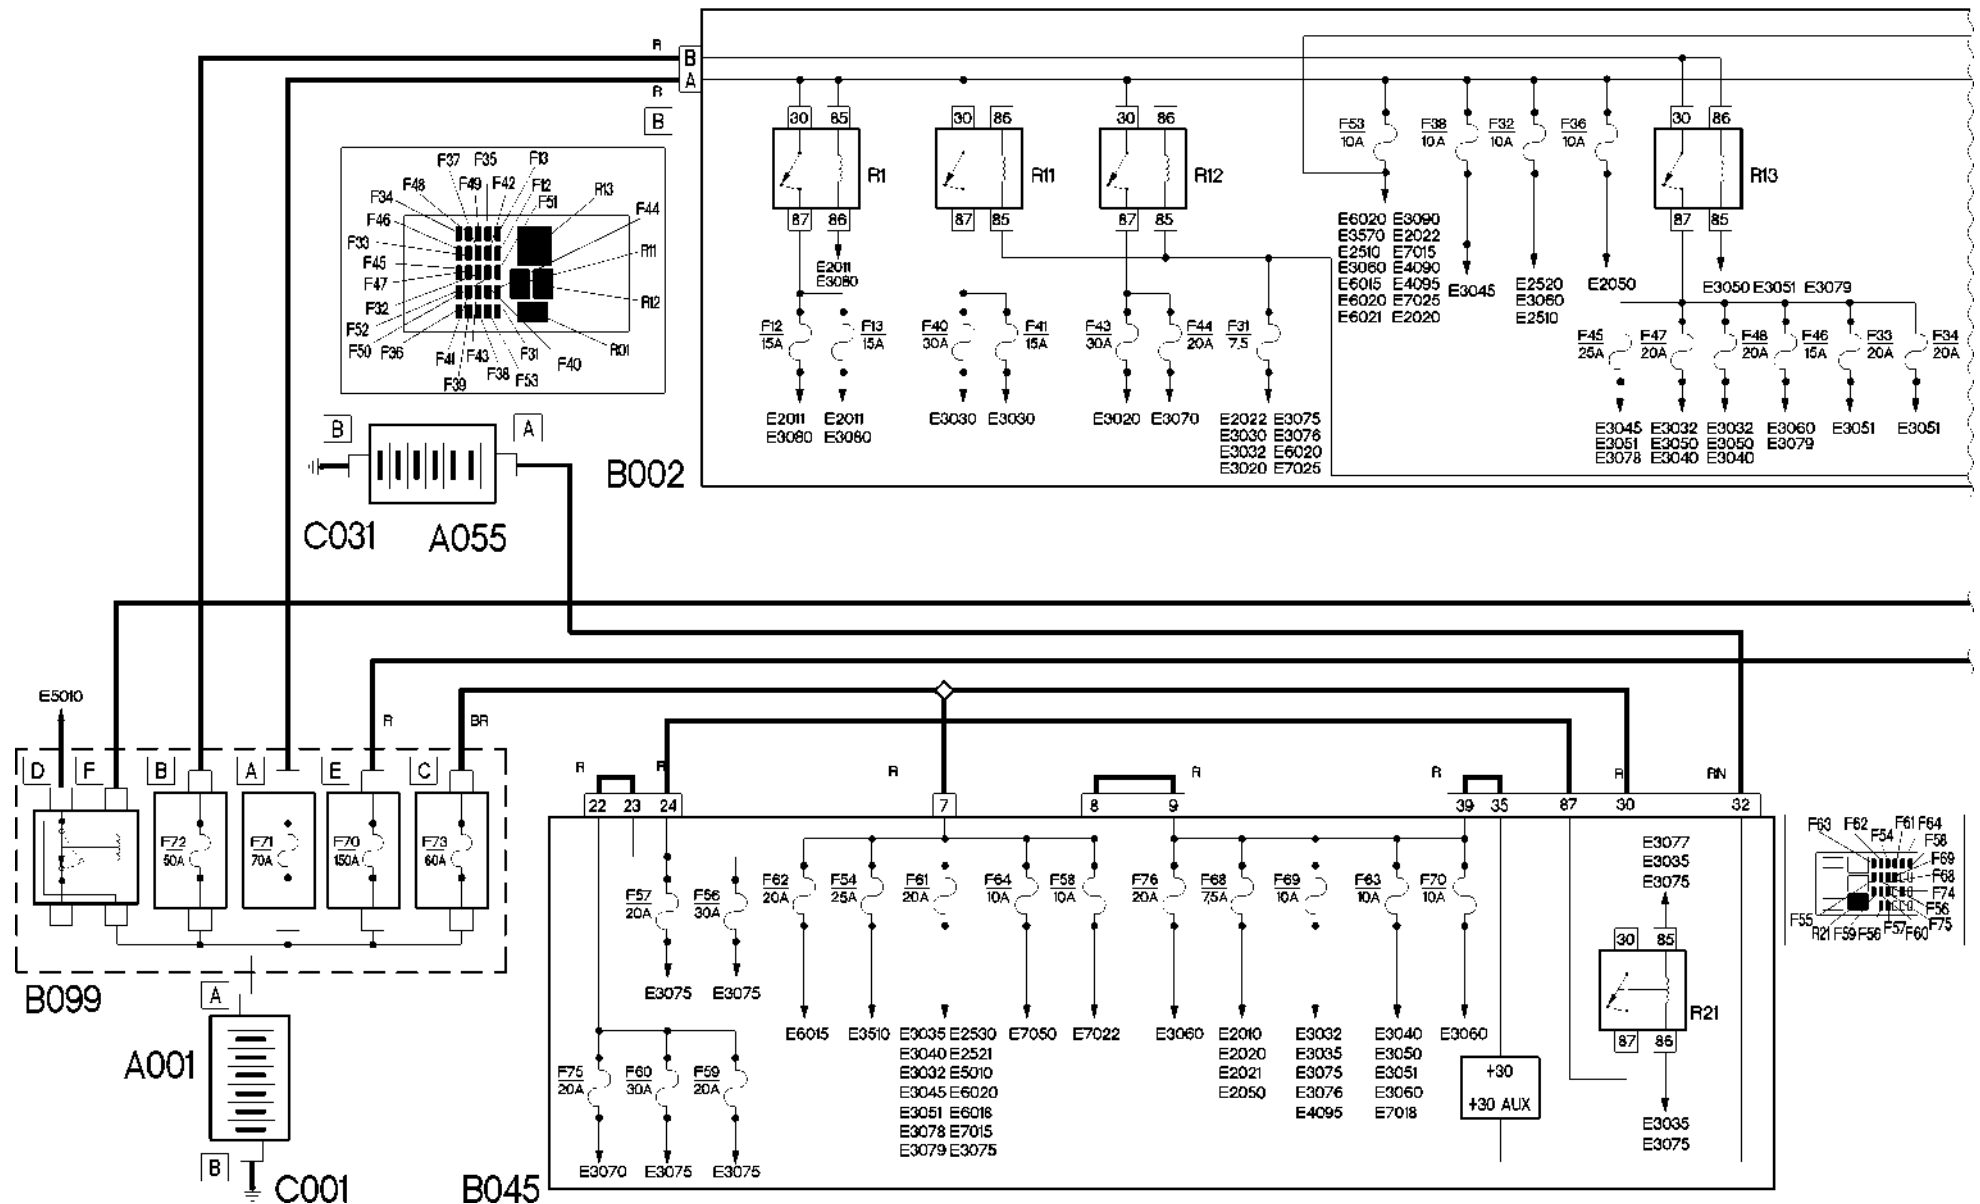 R
B
A
R
B
30 85
R1
87 86
E2011
E3080
30 86
R11
87 85
30 86
R12
87 85
F53
10A
F38
10A
F32
10A
F36
10A
30 86
R13
87 85
E6020 E3090
E3570 E2022
E2510 E7015
E3060 E4090
E6015 E4095
E6020 E7025
E6021 E2020
E3045
E2520
E3060
E2510
E2050
E3050 E3051 E3079
F37 F35 F13
F48 F49 F42 F12 R13
F34 F51 F44
F46
F33 R11
F45
F47
F32 R12
F52
F50 F36 F41 F43 F31 R01
F39 F38 F53 F40
F12
15A
F13
15A
F40
30A
F41
15A
F43
30A
F44
20A
F31
7,5
F45
25A
F47
20A
F48
20A
F46
15A
F33
20A
F34
20A
E2011
E3080
E2011
E3080
E3030 E3030
E3020 E3070
E2022 E3075
E3030 E3076
E3032 E6020
E3020 E7025
E3045 E3032 E3032 E3060 E3051 E3051
E3051 E3050 E3050 E3079
E3078 E3040 E3040
B A
C031 A055
B002
E5010
R BR
D F B A E C
F72
50A
F71
70A
F70
150A
F73
60A
B099
A
A001
B
C001
R R R R R R RN
22 23 24 7 8 9 39 35 87 30 32
F57
20A
F56
30A
F62
20A
F54
25A
F61
20A
F64
10A
F58
10A
F76
20A
F68
7,5A
F69
10A
F63
10A
F70
10A
E3077
E3035
E3075
30 85
R21
87 86
E3035
E3075
E3075 E3075
E6015 E3510
E3035 E2530
E3040 E2521
E3032 E5010
E3045 E6020
E3051 E6018
E3078 E7015
E3079 E3075
E7050 E7022 E3060
E2010
E2020
E2021
E2050
E3032
E3035
E3075
E3076
E4095
E3040
E3050
E3051
E3060
E7018
E3060
+30
+30 AUX
F75
20A
F60
30A
F59
20A
E3070 E3075 E3075
B045
F63 F62 F54 F61 F64
F58
F69
F68
F74
F56
F55 F75
R21 F59 F56 F57 F60